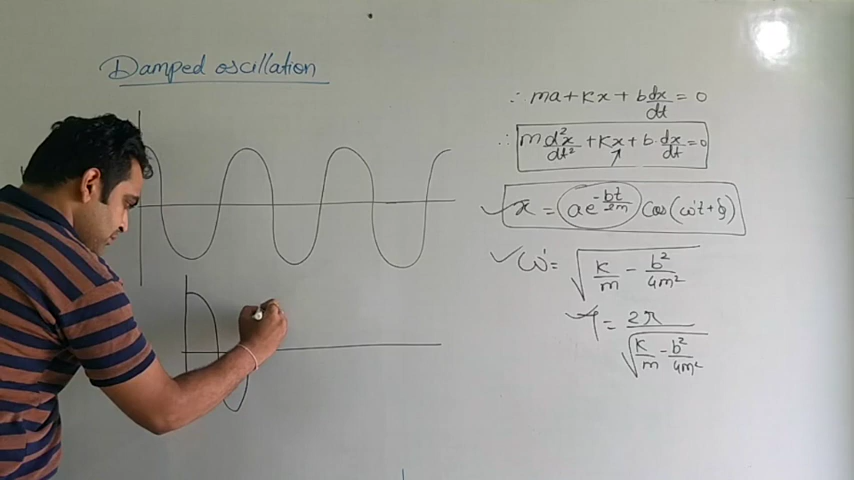 Damped oscillation
∴ ma + Kx + b dx/dt = 0
∴ m d²x/dt² + Kx + b · dx/dt = 0
x = ae^(-bt/2m) Cos(ω't + ϕ)
ω' = √(K/m - b²/4m²)
T = 2π / √(K/m - b²/4m²)